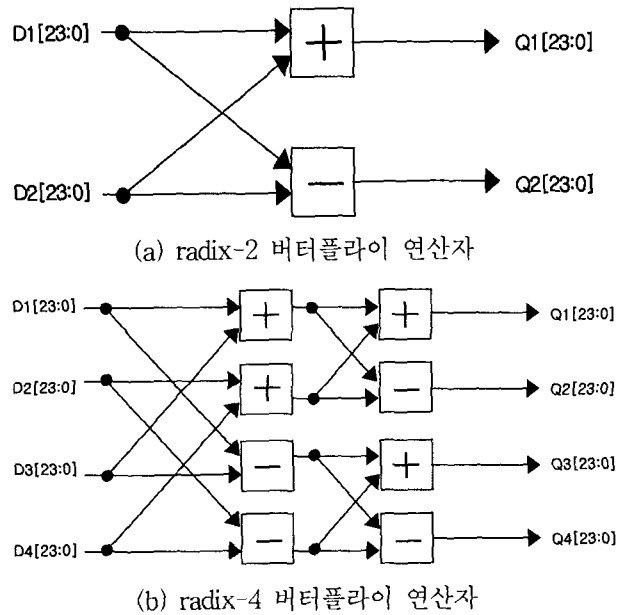 D1[23:0]
+
Q1[23:0]
D2[23:0]
−
Q2[23:0]
(a) radix-2 버터플라이 연산자
D1[23:0]
+
+
Q1[23:0]
D2[23:0]
+
−
Q2[23:0]
D3[23:0]
−
+
Q3[23:0]
D4[23:0]
−
−
Q4[23:0]
(b) radix-4 버터플라이 연산자